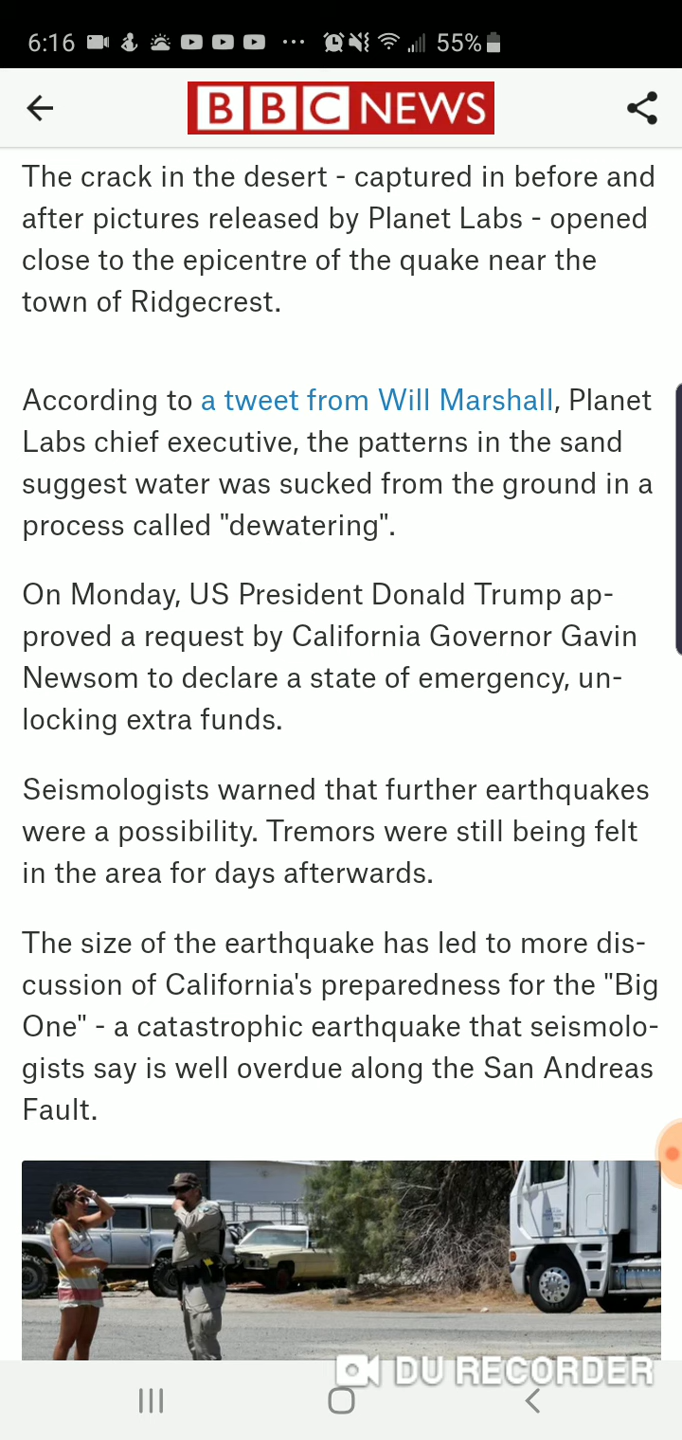 6:16 55%
BBC NEWS
The crack in the desert - captured in before and
after pictures released by Planet Labs - opened
close to the epicentre of the quake near the
town of Ridgecrest.
According to a tweet from Will Marshall, Planet
Labs chief executive, the patterns in the sand
suggest water was sucked from the ground in a
process called "dewatering".
On Monday, US President Donald Trump ap-
proved a request by California Governor Gavin
Newsom to declare a state of emergency, un-
locking extra funds.
Seismologists warned that further earthquakes
were a possibility. Tremors were still being felt
in the area for days afterwards.
The size of the earthquake has led to more dis-
cussion of California's preparedness for the "Big
One" - a catastrophic earthquake that seismolo-
gists say is well overdue along the San Andreas
Fault.
DU RECORDER